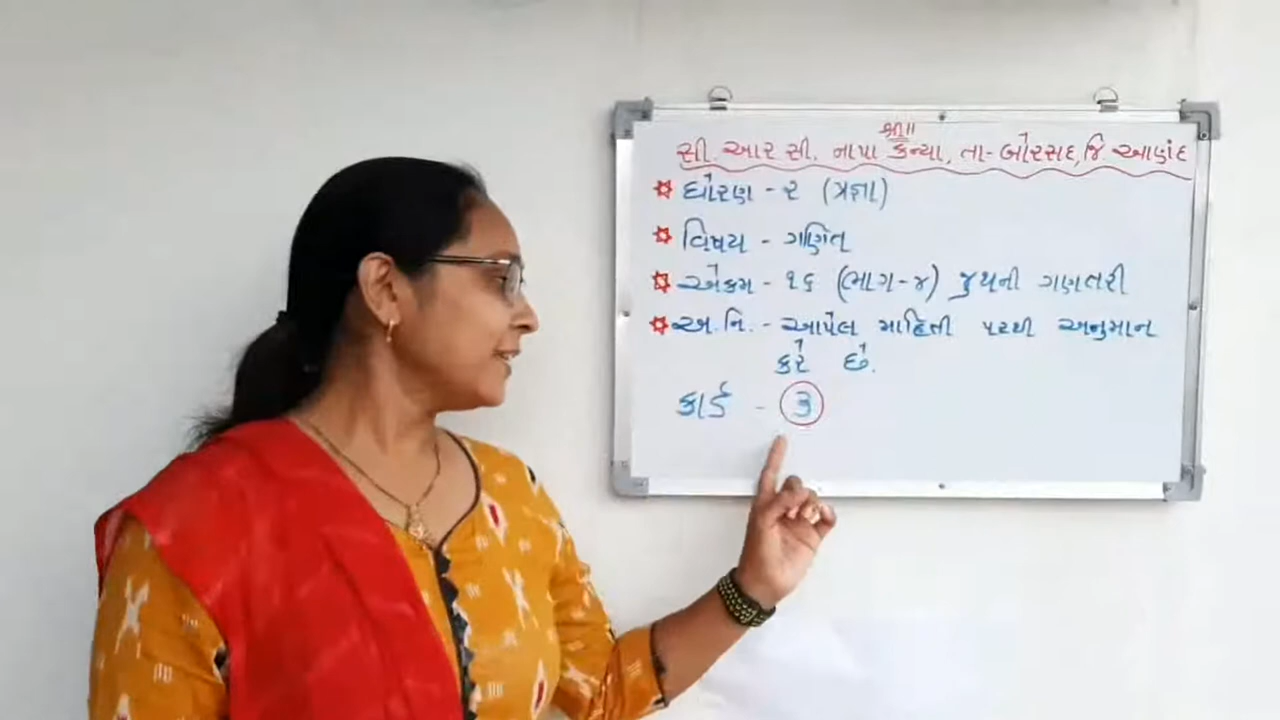 શ્રી॥
સી. આર સી. નાપા કન્યા, તા-બોરસદ, જિ. આણંદ
ધોરણ - ૨ (પ્રજ્ઞા)
વિષય - ગણિત
એકમ - ૧૬ (ભાગ-૪) જુથની ગણતરી
અ. નિ. - આપેલ માહિતી પરથી અનુમાન
કરે છે.
કાર્ડ - ૩